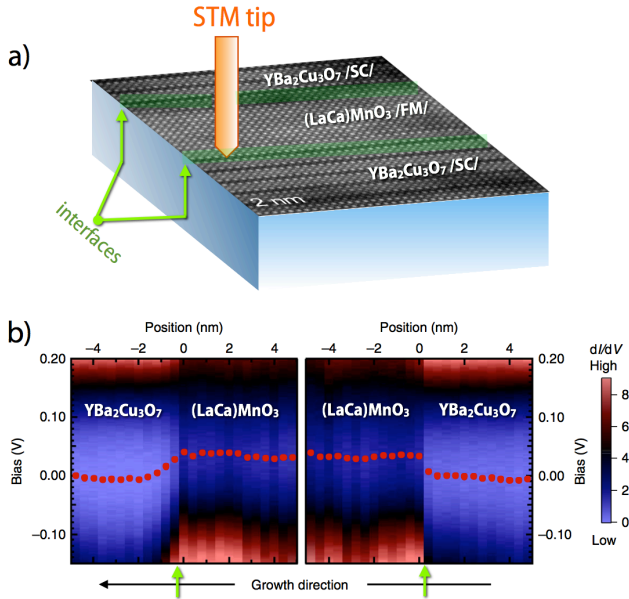 STM tip
a)
YBa₂Cu₃O₇ /SC/
(LaCa)MnO₃ /FM/
YBa₂Cu₃O₇ /SC/
2 nm
interfaces
b)
Position (nm)
−4 −2 0 2 4
Position (nm)
−4 −2 0 2 4
dI/dV
High
8
6
4
2
0
Low
Bias (V)
0.20
0.10
0.00
−0.10
YBa2Cu3O7
(LaCa)MnO3
(LaCa)MnO3
YBa2Cu3O7
0.20
0.10
0.00
−0.10
Bias (V)
Growth direction